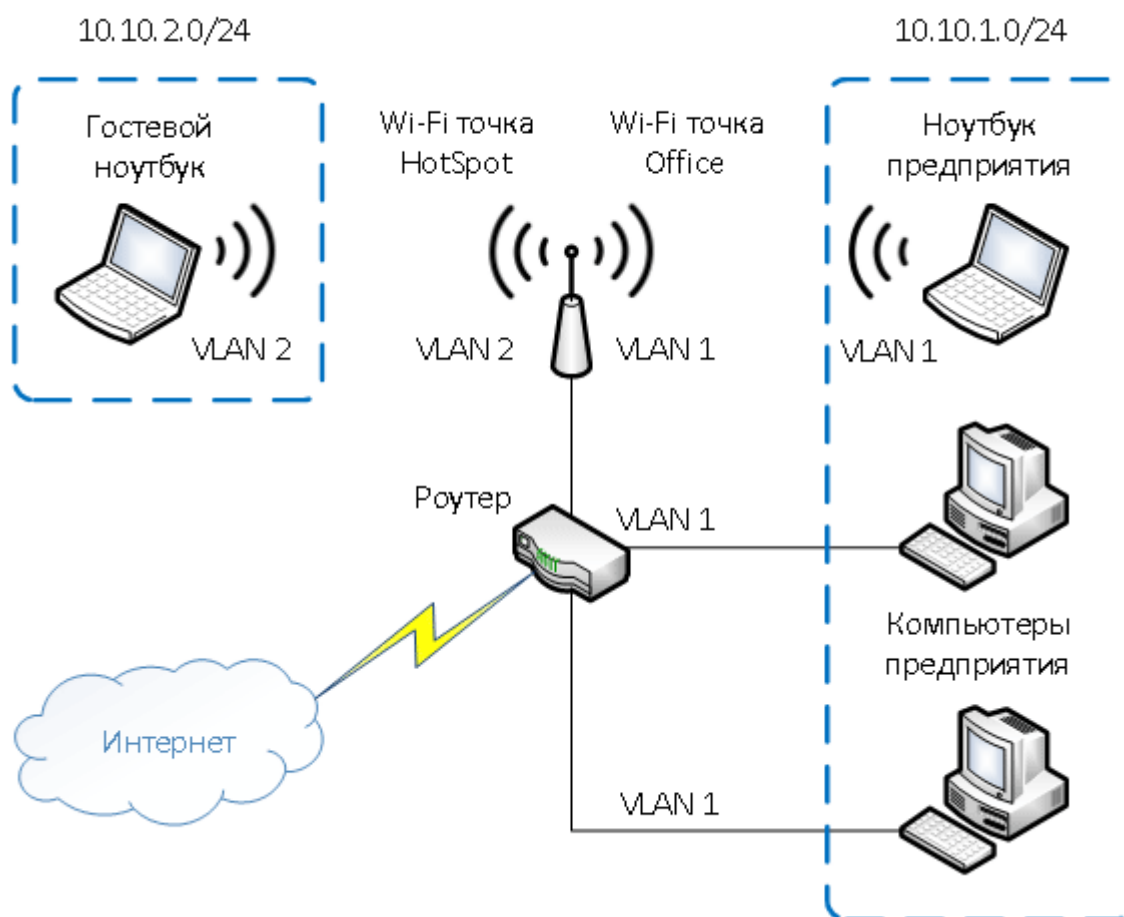 10.10.2.0/24
10.10.1.0/24
Гостевой
ноутбук
Wi-Fi точка
HotSpot
Wi-Fi точка
Office
Ноутбук
предприятия
VLAN 2
VLAN 2
VLAN 1
VLAN 1
Роутер
VLAN 1
Компьютеры
предприятия
Интернет
VLAN 1